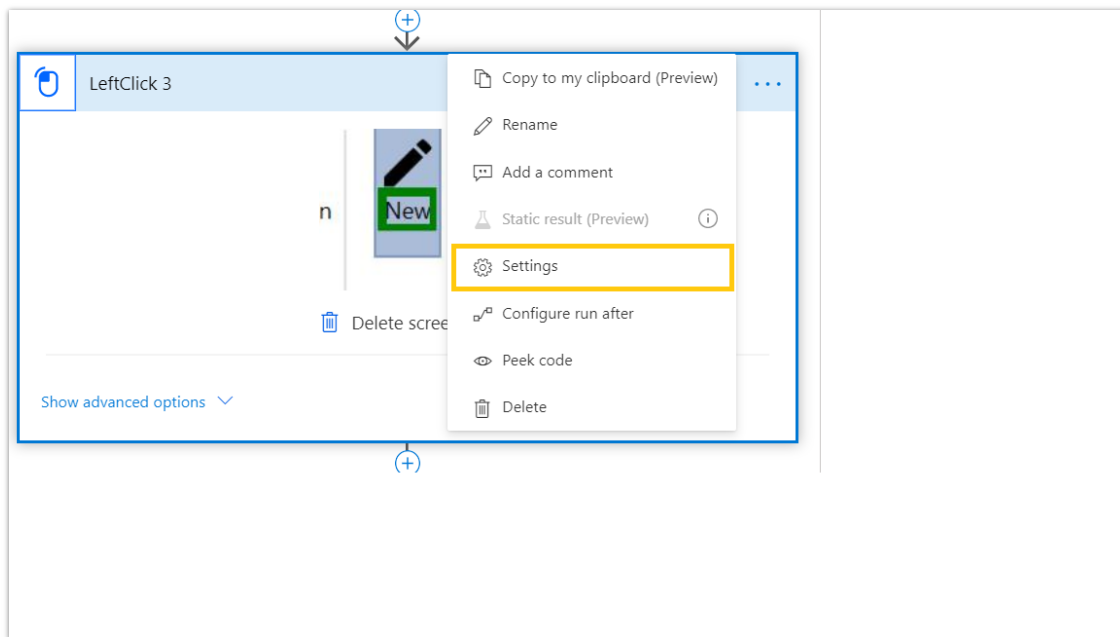 LeftClick 3
Copy to my clipboard (Preview)
Rename
Add a comment
Static result (Preview)
Settings
Configure run after
Peek code
Delete
n
New
Delete scree
Show advanced options